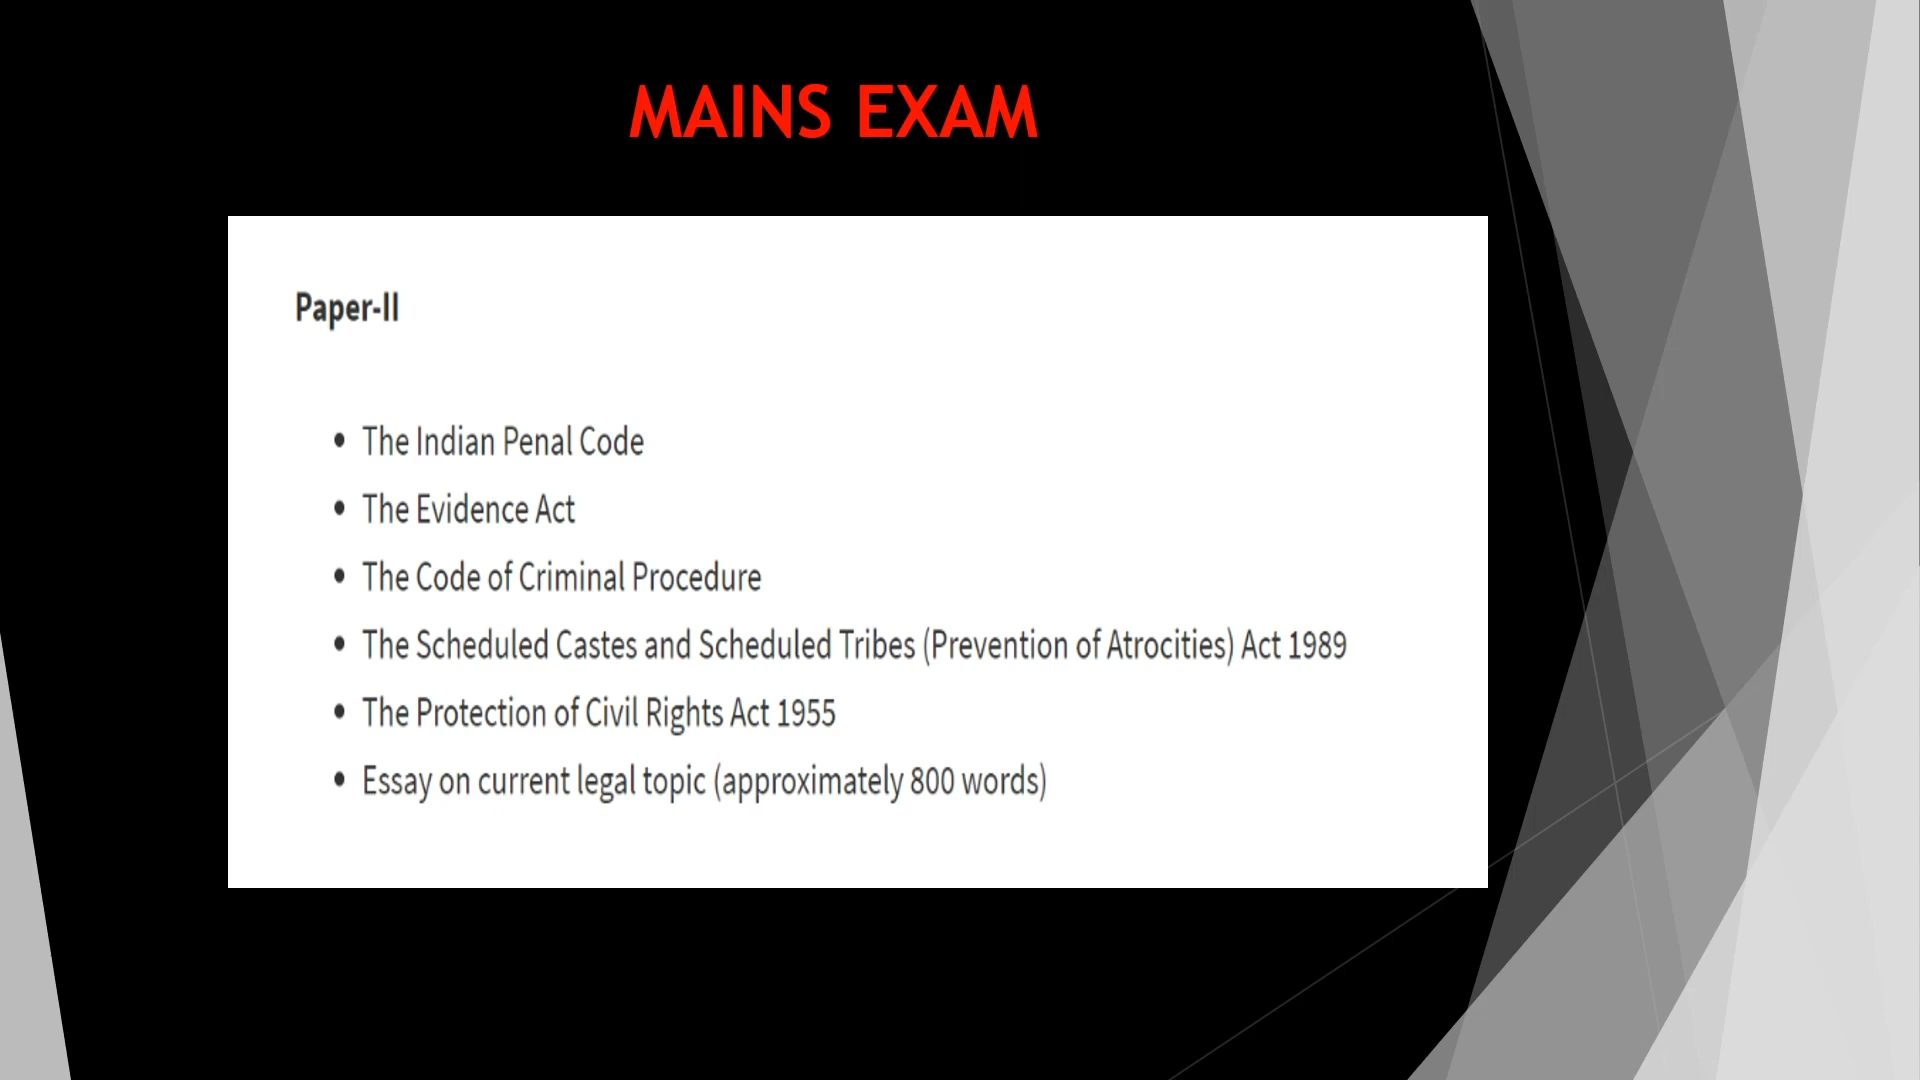 MAINS EXAM
Paper-II
• The Indian Penal Code
• The Evidence Act
• The Code of Criminal Procedure
• The Scheduled Castes and Scheduled Tribes (Prevention of Atrocities) Act 1989
• The Protection of Civil Rights Act 1955
• Essay on current legal topic (approximately 800 words)